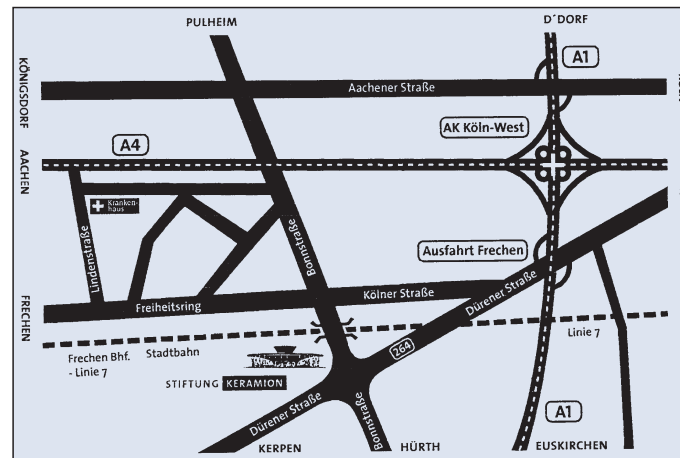 PULHEIM
D´DORF
A1
KÖNIGSDORF
Aachener Straße
AK Köln-West
A4
AACHEN
Kranken-
haus
Lindenstraße
Bonnstraße
Ausfahrt Frechen
FRECHEN
Freiheitsring
Kölner Straße
Dürener Straße
Frechen Bhf.
- Linie 7
Stadtbahn
Linie 7
264
STIFTUNG KERAMION
Dürener Straße
Bonnstraße
A1
KERPEN
HÜRTH
EUSKIRCHEN